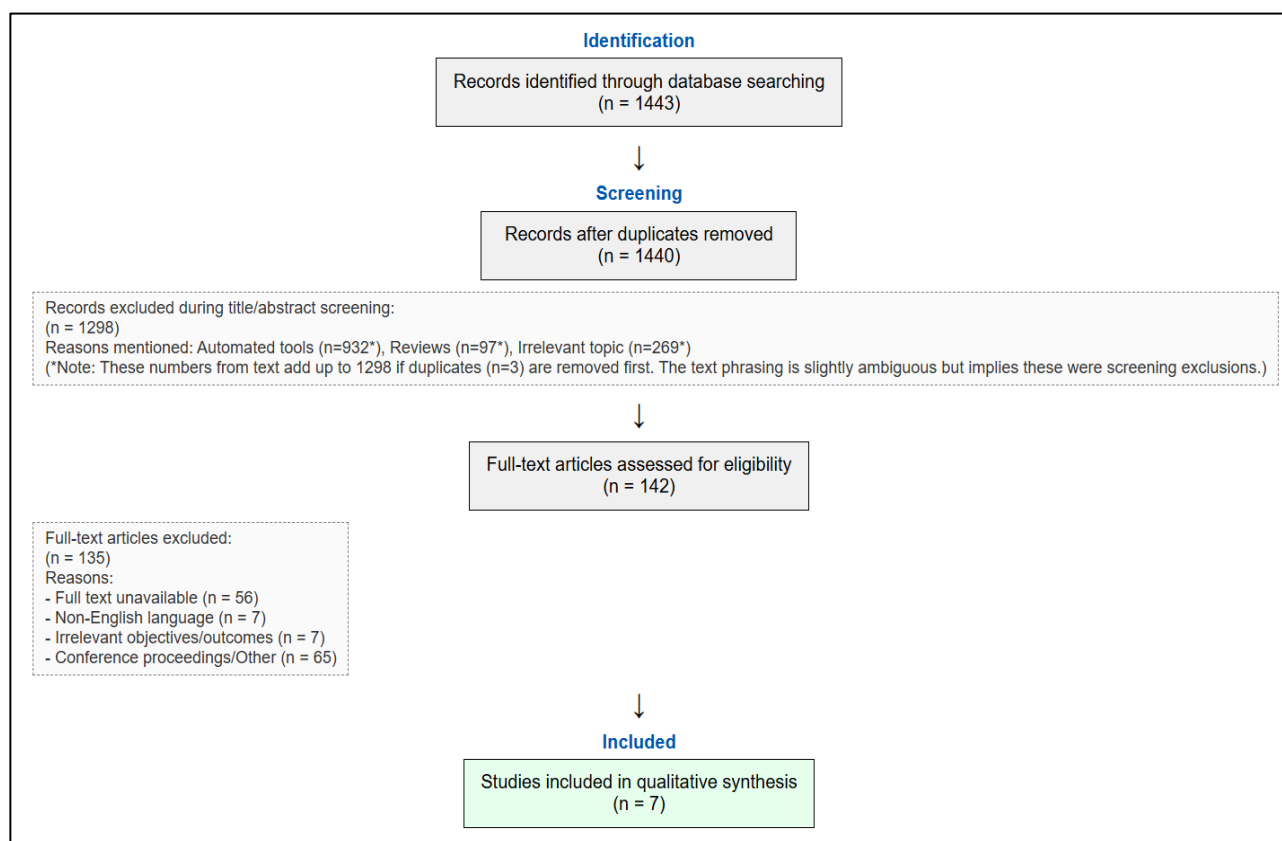 Identification
Records identified through database searching
(n = 1443)
↓
Screening
Records after duplicates removed
(n = 1440)
Records excluded during title/abstract screening:
(n = 1298)
Reasons mentioned: Automated tools (n=932*), Reviews (n=97*), Irrelevant topic (n=269*)
(*Note: These numbers from text add up to 1298 if duplicates (n=3) are removed first. The text phrasing is slightly ambiguous but implies these were screening exclusions.)
↓
Full-text articles assessed for eligibility
(n = 142)
Full-text articles excluded:
(n = 135)
Reasons:
- Full text unavailable (n = 56)
- Non-English language (n = 7)
- Irrelevant objectives/outcomes (n = 7)
- Conference proceedings/Other (n = 65)
↓
Included
Studies included in qualitative synthesis
(n = 7)